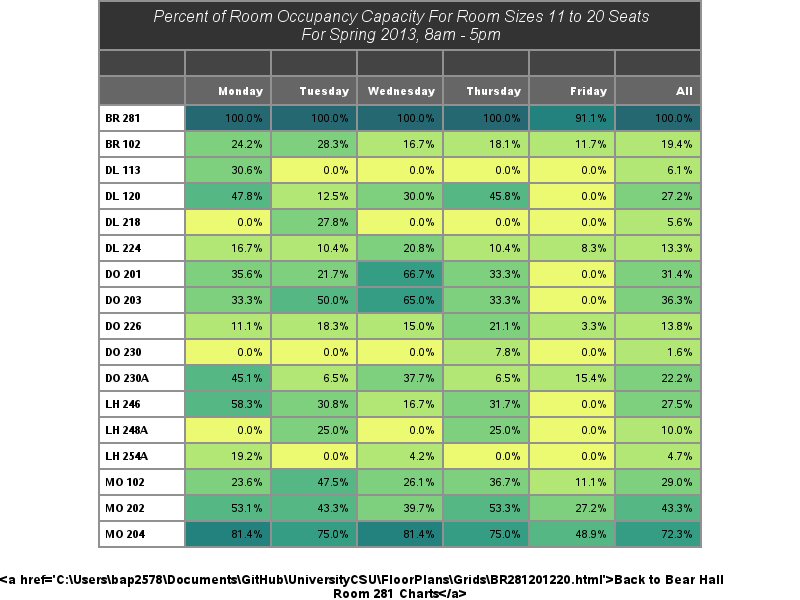 Percent of Room Occupancy Capacity For Room Sizes 11 to 20 Seats
For Spring 2013, 8am - 5pm
Monday Tuesday Wednesday Thursday Friday All
BR 281 100.0% 100.0% 100.0% 100.0% 91.1% 100.0%
BR 102 24.2% 28.3% 16.7% 18.1% 11.7% 19.4%
DL 113 30.6% 0.0% 0.0% 0.0% 0.0% 6.1%
DL 120 47.8% 12.5% 30.0% 45.8% 0.0% 27.2%
DL 218 0.0% 27.8% 0.0% 0.0% 0.0% 5.6%
DL 224 16.7% 10.4% 20.8% 10.4% 8.3% 13.3%
DO 201 35.6% 21.7% 66.7% 33.3% 0.0% 31.4%
DO 203 33.3% 50.0% 65.0% 33.3% 0.0% 36.3%
DO 226 11.1% 18.3% 15.0% 21.1% 3.3% 13.8%
DO 230 0.0% 0.0% 0.0% 7.8% 0.0% 1.6%
DO 230A 45.1% 6.5% 37.7% 6.5% 15.4% 22.2%
LH 246 58.3% 30.8% 16.7% 31.7% 0.0% 27.5%
LH 248A 0.0% 25.0% 0.0% 25.0% 0.0% 10.0%
LH 254A 19.2% 0.0% 4.2% 0.0% 0.0% 4.7%
MO 102 23.6% 47.5% 26.1% 36.7% 11.1% 29.0%
MO 202 53.1% 43.3% 39.7% 53.3% 27.2% 43.3%
MO 204 81.4% 75.0% 81.4% 75.0% 48.9% 72.3%
<a href='C:\Users\bap2578\Documents\GitHub\UniversityCSU\FloorPlans\Grids\BR281201220.html'>Back to Bear Hall
Room 281 Charts</a>